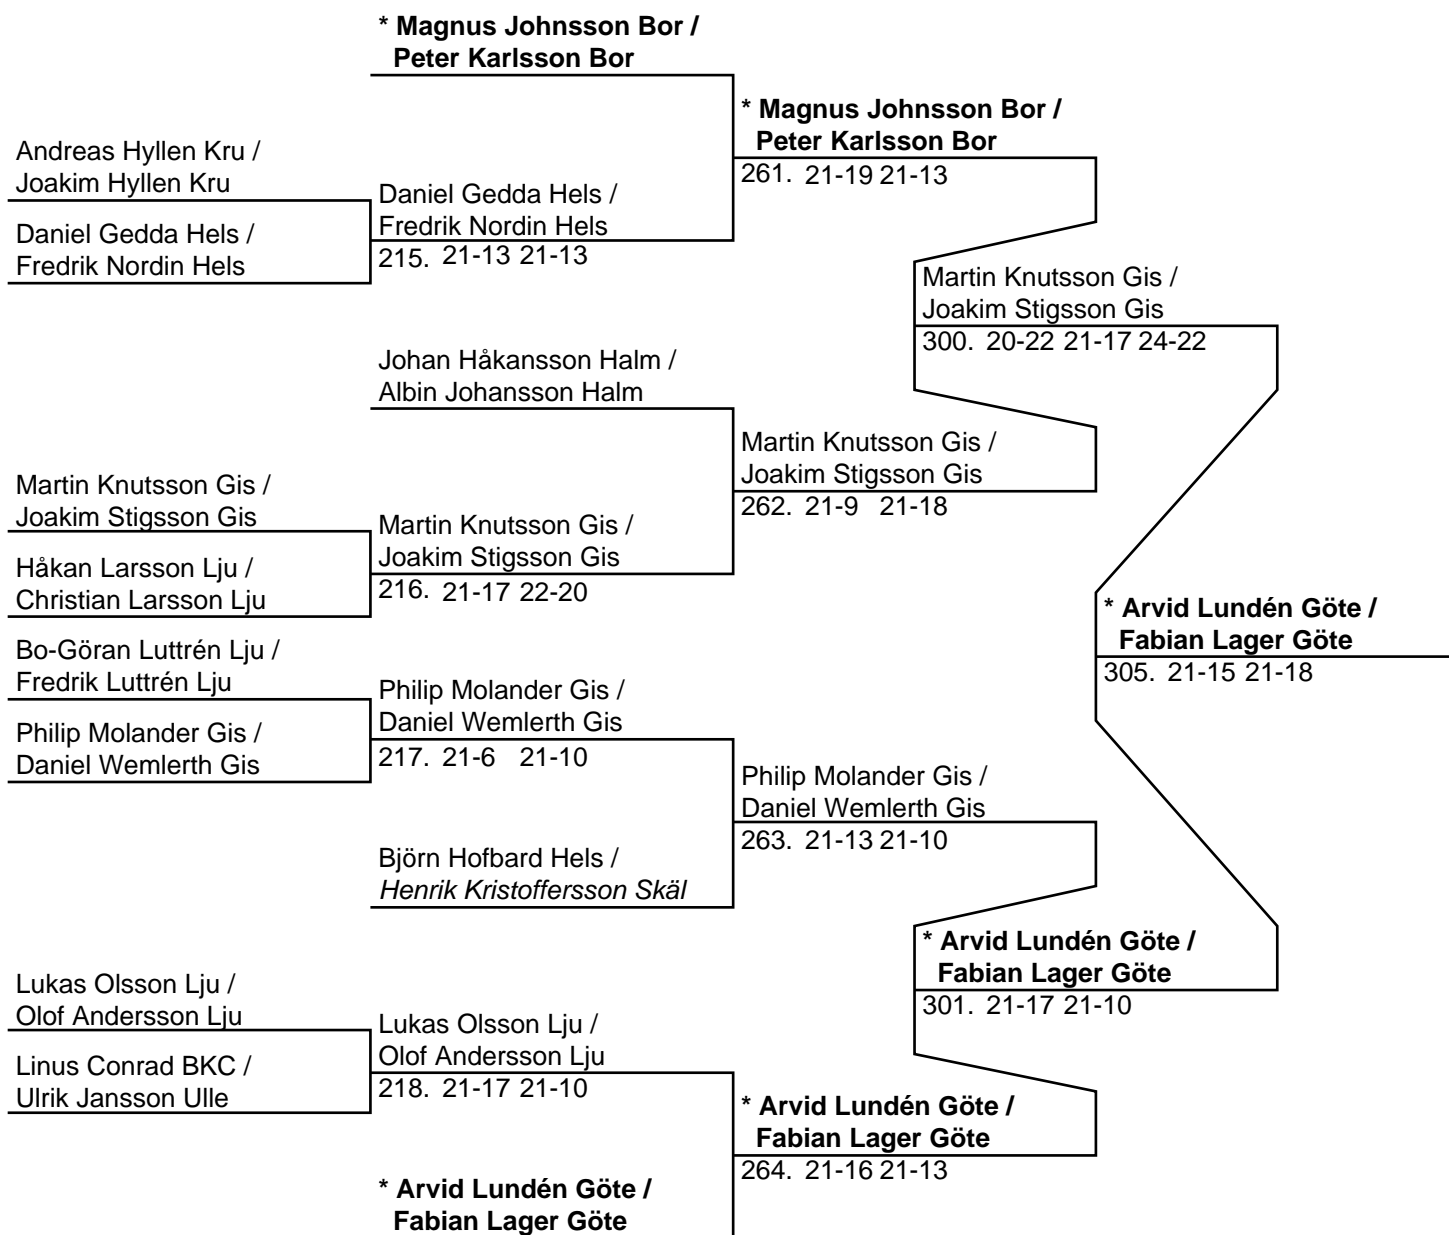 * Magnus Johnsson Bor /
Peter Karlsson Bor
* Magnus Johnsson Bor /
Peter Karlsson Bor
261. 21-19 21-13
Andreas Hyllen Kru /
Joakim Hyllen Kru
Daniel Gedda Hels /
Fredrik Nordin Hels
215. 21-13 21-13
Daniel Gedda Hels /
Fredrik Nordin Hels
Martin Knutsson Gis /
Joakim Stigsson Gis
300. 20-22 21-17 24-22
Johan Håkansson Halm /
Albin Johansson Halm
Martin Knutsson Gis /
Joakim Stigsson Gis
262. 21-9 21-18
Martin Knutsson Gis /
Joakim Stigsson Gis
Martin Knutsson Gis /
Joakim Stigsson Gis
216. 21-17 22-20
Håkan Larsson Lju /
Christian Larsson Lju
* Arvid Lundén Göte /
Fabian Lager Göte
305. 21-15 21-18
Bo-Göran Luttrén Lju /
Fredrik Luttrén Lju
Philip Molander Gis /
Daniel Wemlerth Gis
217. 21-6 21-10
Philip Molander Gis /
Daniel Wemlerth Gis
Philip Molander Gis /
Daniel Wemlerth Gis
263. 21-13 21-10
Björn Hofbard Hels /
Henrik Kristoffersson Skäl
* Arvid Lundén Göte /
Fabian Lager Göte
301. 21-17 21-10
Lukas Olsson Lju /
Olof Andersson Lju
Lukas Olsson Lju /
Olof Andersson Lju
218. 21-17 21-10
Linus Conrad BKC /
Ulrik Jansson Ulle
* Arvid Lundén Göte /
Fabian Lager Göte
264. 21-16 21-13
* Arvid Lundén Göte /
Fabian Lager Göte